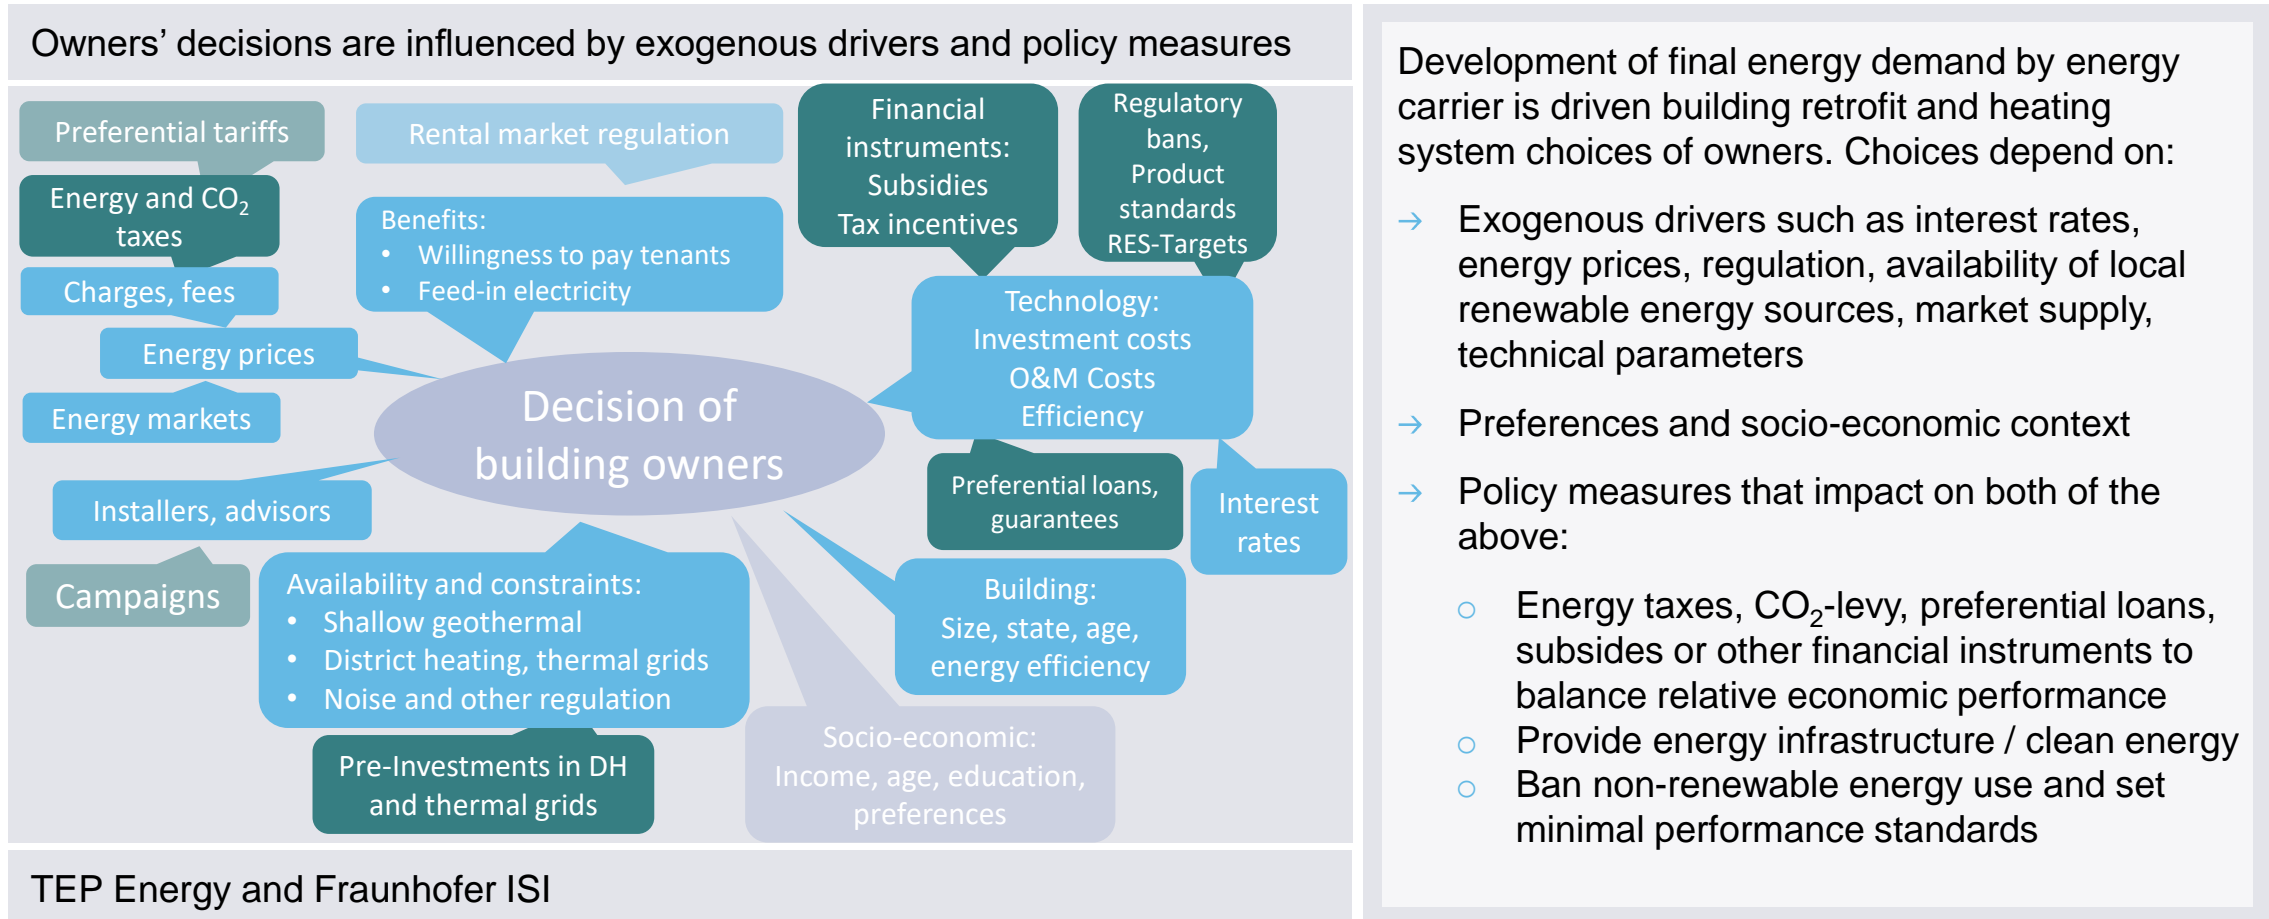 Owners’ decisions are influenced by exogenous drivers and policy measures
Preferential tariffs
Energy and CO₂
taxes
Charges, fees
Energy prices
Energy markets
Installers, advisors
Campaigns
Rental market regulation
Benefits:
• Willingness to pay tenants
• Feed-in electricity
Financial
instruments:
Subsidies
Tax incentives
Regulatory
bans,
Product
standards
RES-Targets
Technology:
Investment costs
O&M Costs
Efficiency
Decision of
building owners
Preferential loans,
guarantees
Interest
rates
Availability and constraints:
• Shallow geothermal
• District heating, thermal grids
• Noise and other regulation
Building:
Size, state, age,
energy efficiency
Pre-Investments in DH
and thermal grids
Socio-economic:
Income, age, education,
preferences
TEP Energy and Fraunhofer ISI
Development of final energy demand by energy
carrier is driven building retrofit and heating
system choices of owners. Choices depend on:
→ Exogenous drivers such as interest rates,
energy prices, regulation, availability of local
renewable energy sources, market supply,
technical parameters
→ Preferences and socio-economic context
→ Policy measures that impact on both of the
above:
○ Energy taxes, CO₂-levy, preferential loans,
subsides or other financial instruments to
balance relative economic performance
○ Provide energy infrastructure / clean energy
○ Ban non-renewable energy use and set
minimal performance standards